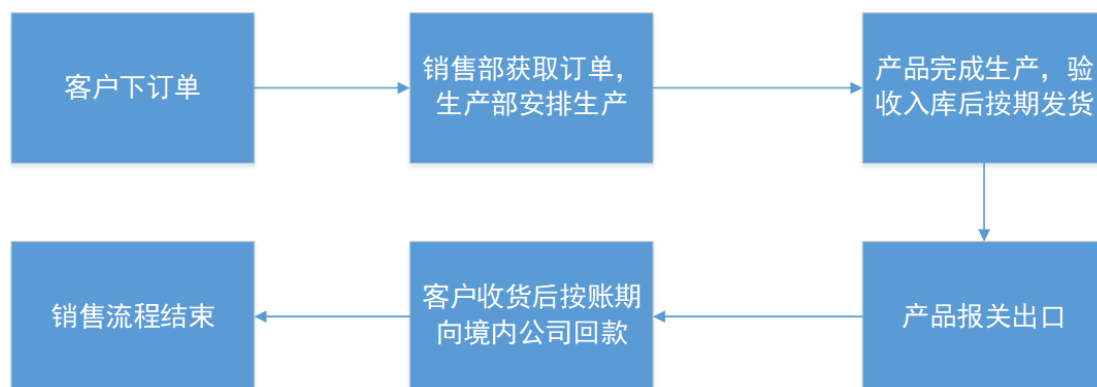 客户下订单
销售部获取订单，
生产部安排生产
产品完成生产，验
收入库后按期发货
产品报关出口
客户收货后按账期
向境内公司回款
销售流程结束